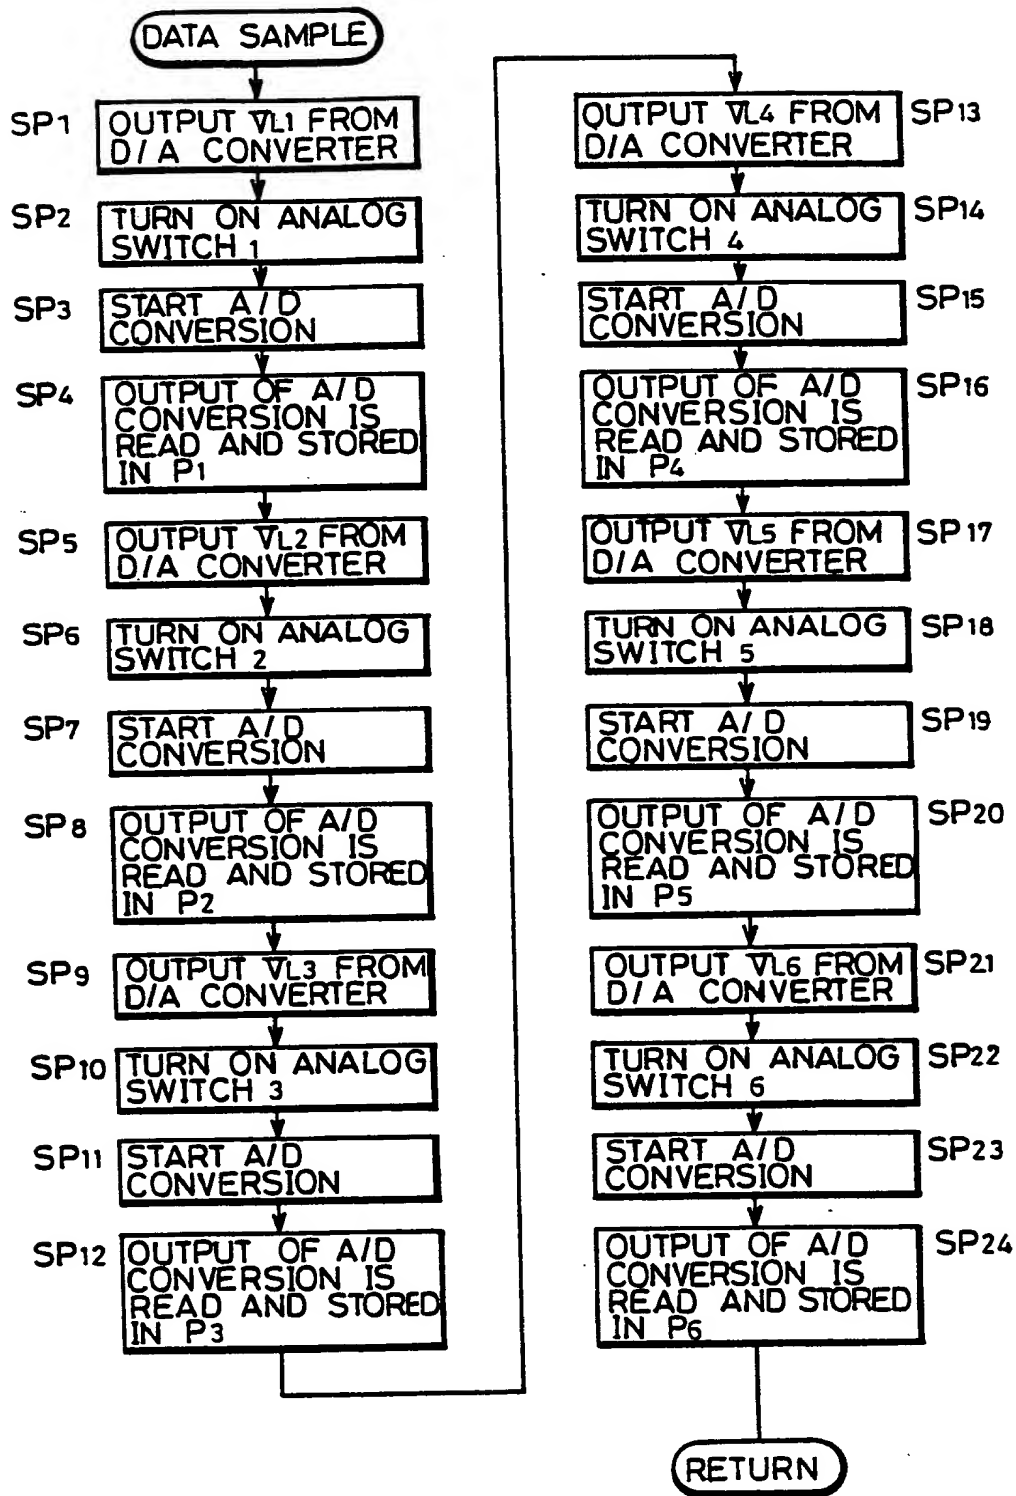 DATA SAMPLE
SP1
OUTPUT VL1 FROM
D/A CONVERTER
SP2
TURN ON ANALOG
SWITCH 1
SP3
START A/D
CONVERSION
SP4
OUTPUT OF A/D
CONVERSION IS
READ AND STORED
IN P1
SP5
OUTPUT VL2 FROM
D/A CONVERTER
SP6
TURN ON ANALOG
SWITCH 2
SP7
START A/D
CONVERSION
SP8
OUTPUT OF A/D
CONVERSION IS
READ AND STORED
IN P2
SP9
OUTPUT VL3 FROM
D/A CONVERTER
SP10
TURN ON ANALOG
SWITCH 3
SP11
START A/D
CONVERSION
SP12
OUTPUT OF A/D
CONVERSION IS
READ AND STORED
IN P3
SP13
OUTPUT VL4 FROM
D/A CONVERTER
SP14
TURN ON ANALOG
SWITCH 4
SP15
START A/D
CONVERSION
SP16
OUTPUT OF A/D
CONVERSION IS
READ AND STORED
IN P4
SP17
OUTPUT VL5 FROM
D/A CONVERTER
SP18
TURN ON ANALOG
SWITCH 5
SP19
START A/D
CONVERSION
SP20
OUTPUT OF A/D
CONVERSION IS
READ AND STORED
IN P5
SP21
OUTPUT VL6 FROM
D/A CONVERTER
SP22
TURN ON ANALOG
SWITCH 6
SP23
START A/D
CONVERSION
SP24
OUTPUT OF A/D
CONVERSION IS
READ AND STORED
IN P6
RETURN